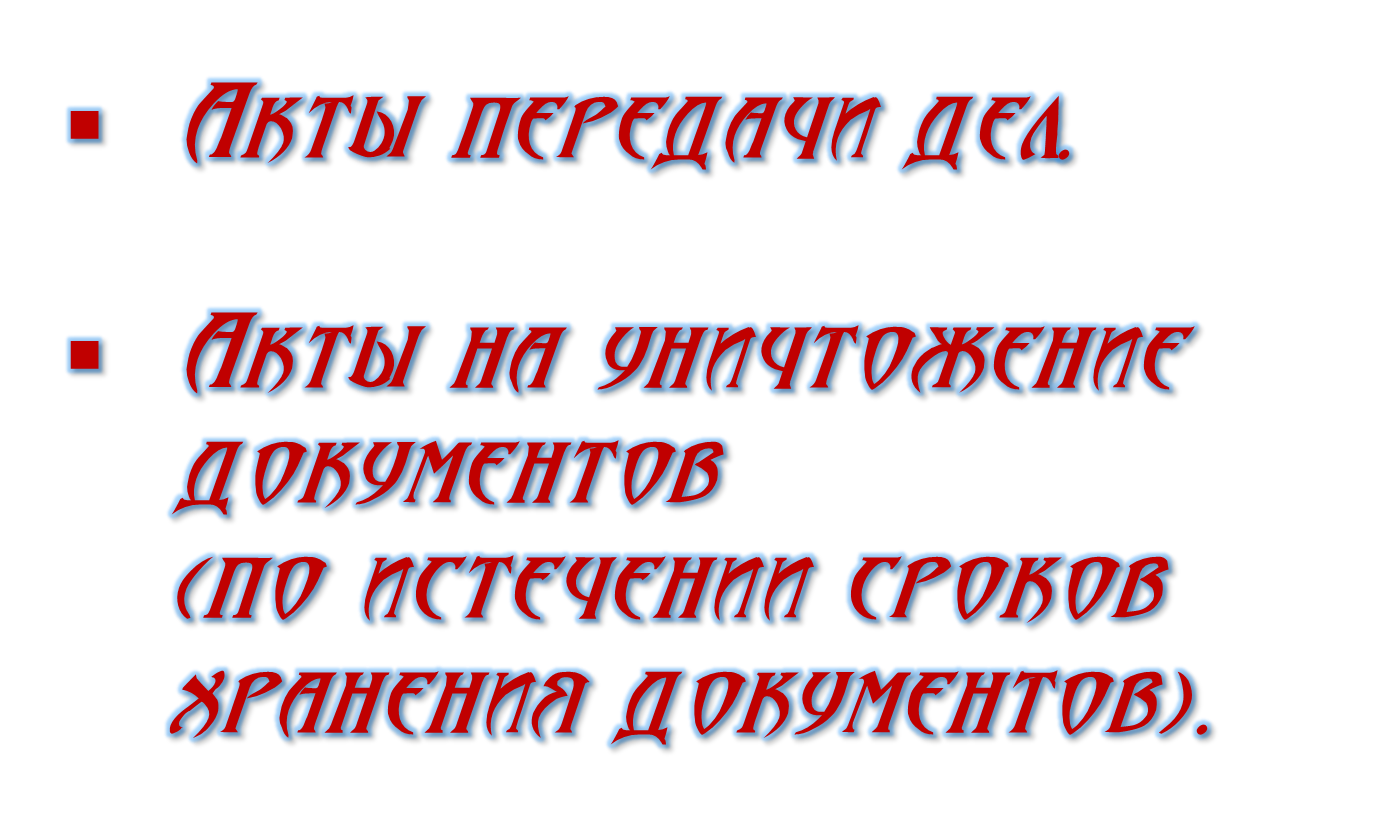 ▪ Акты передачи дел.
▪ Акты на уничтожение
документов
(по истечении сроков
хранения документов).